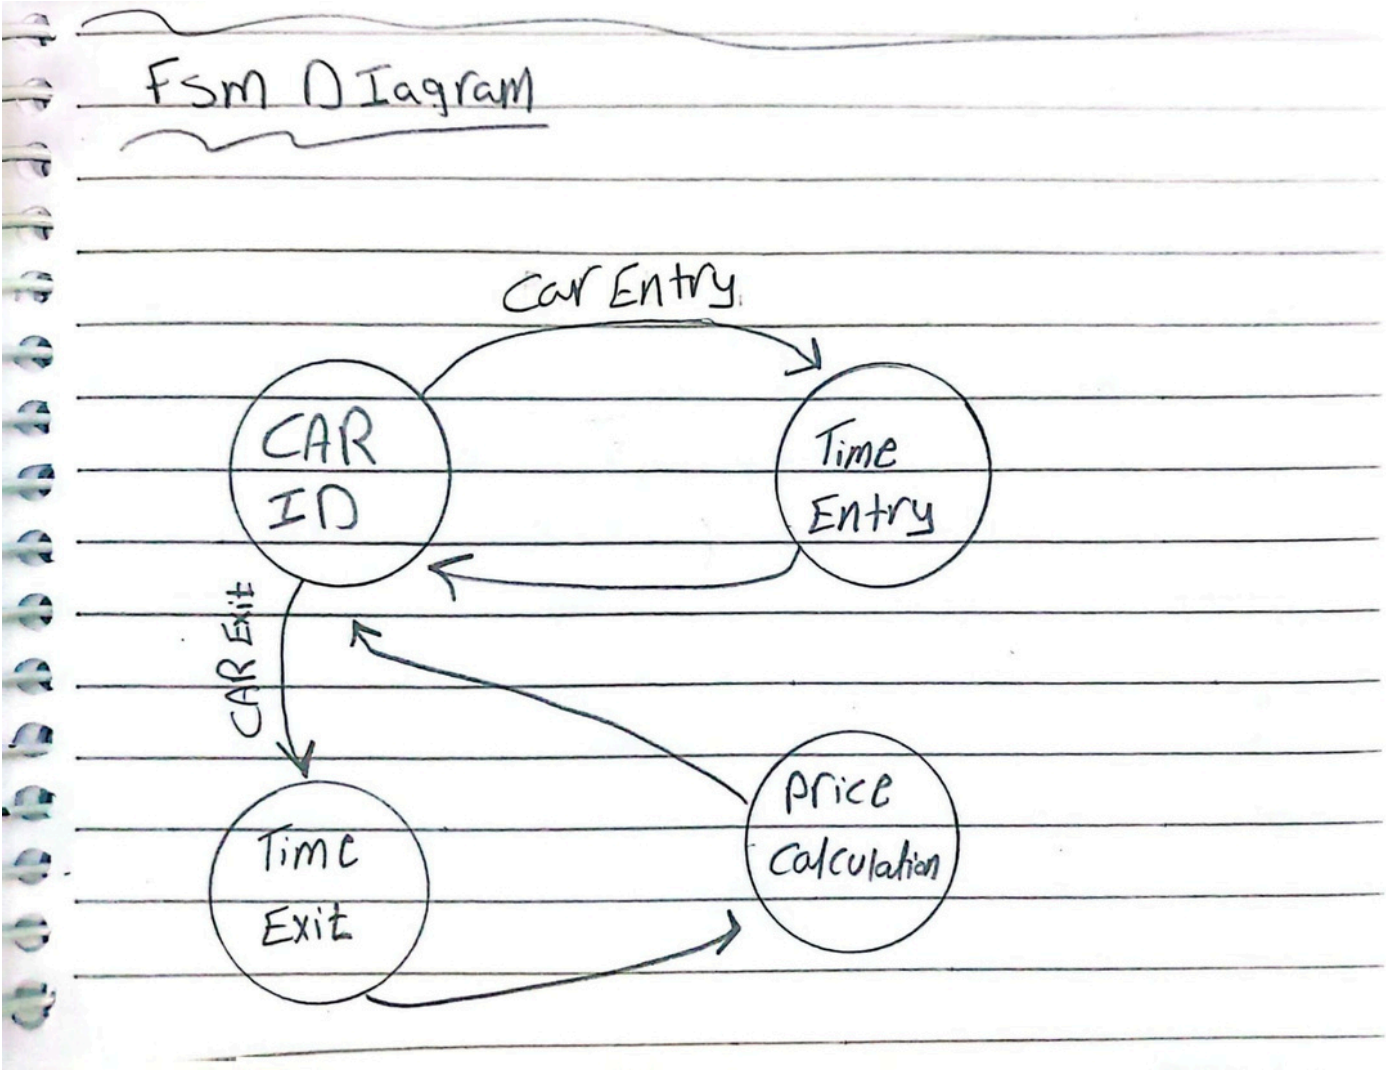 Fsm DIagram
Car Entry
CAR
ID
Time
Entry
CAR Exit
Time
Exit
price
Calculation